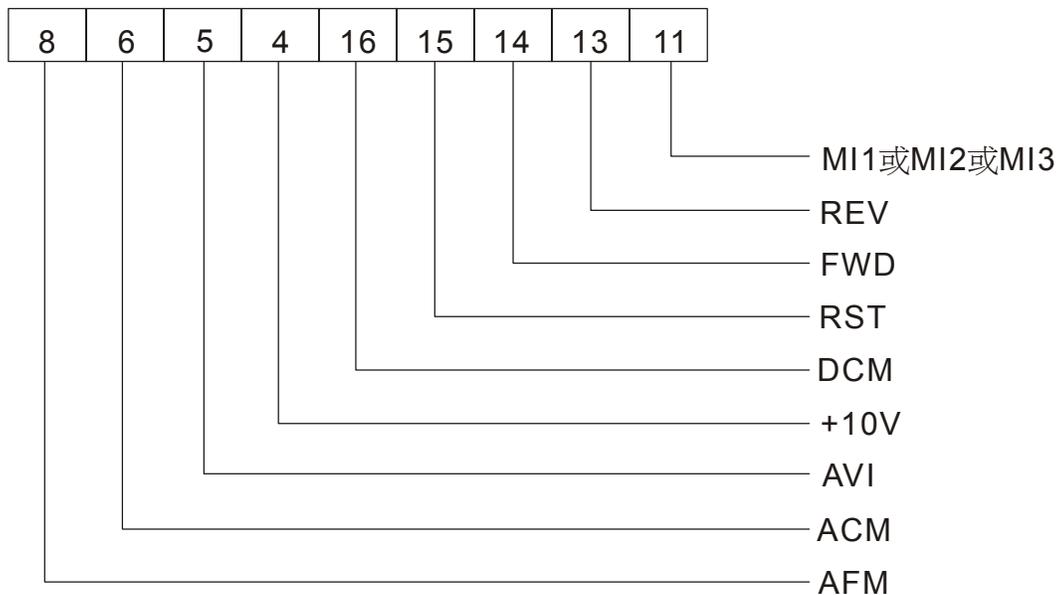 8 6 5 4 16 15 14 13 11
MI1或MI2或MI3
REV
FWD
RST
DCM
+10V
AVI
ACM
AFM